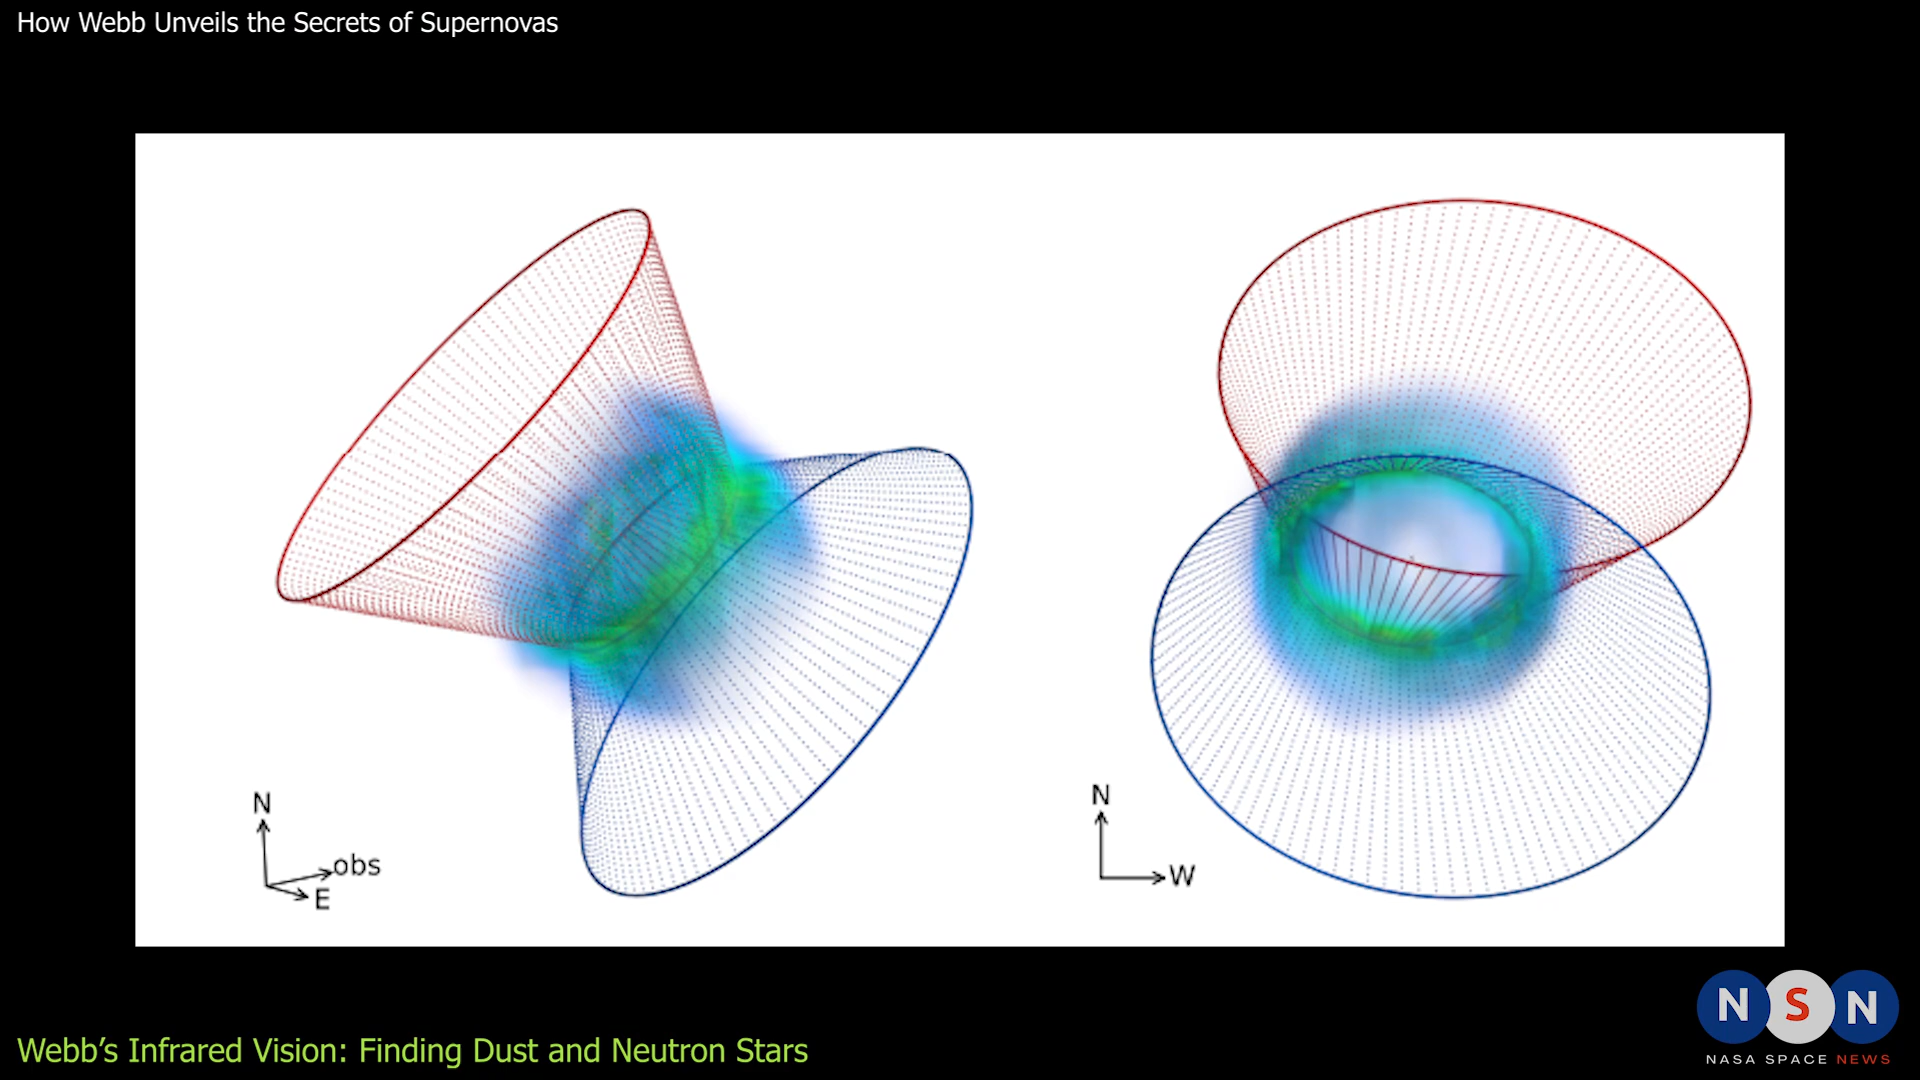 How Webb Unveils the Secrets of Supernovas
N
obs
E
N
W
N S N
NASA SPACE NEWS
Webb’s Infrared Vision: Finding Dust and Neutron Stars